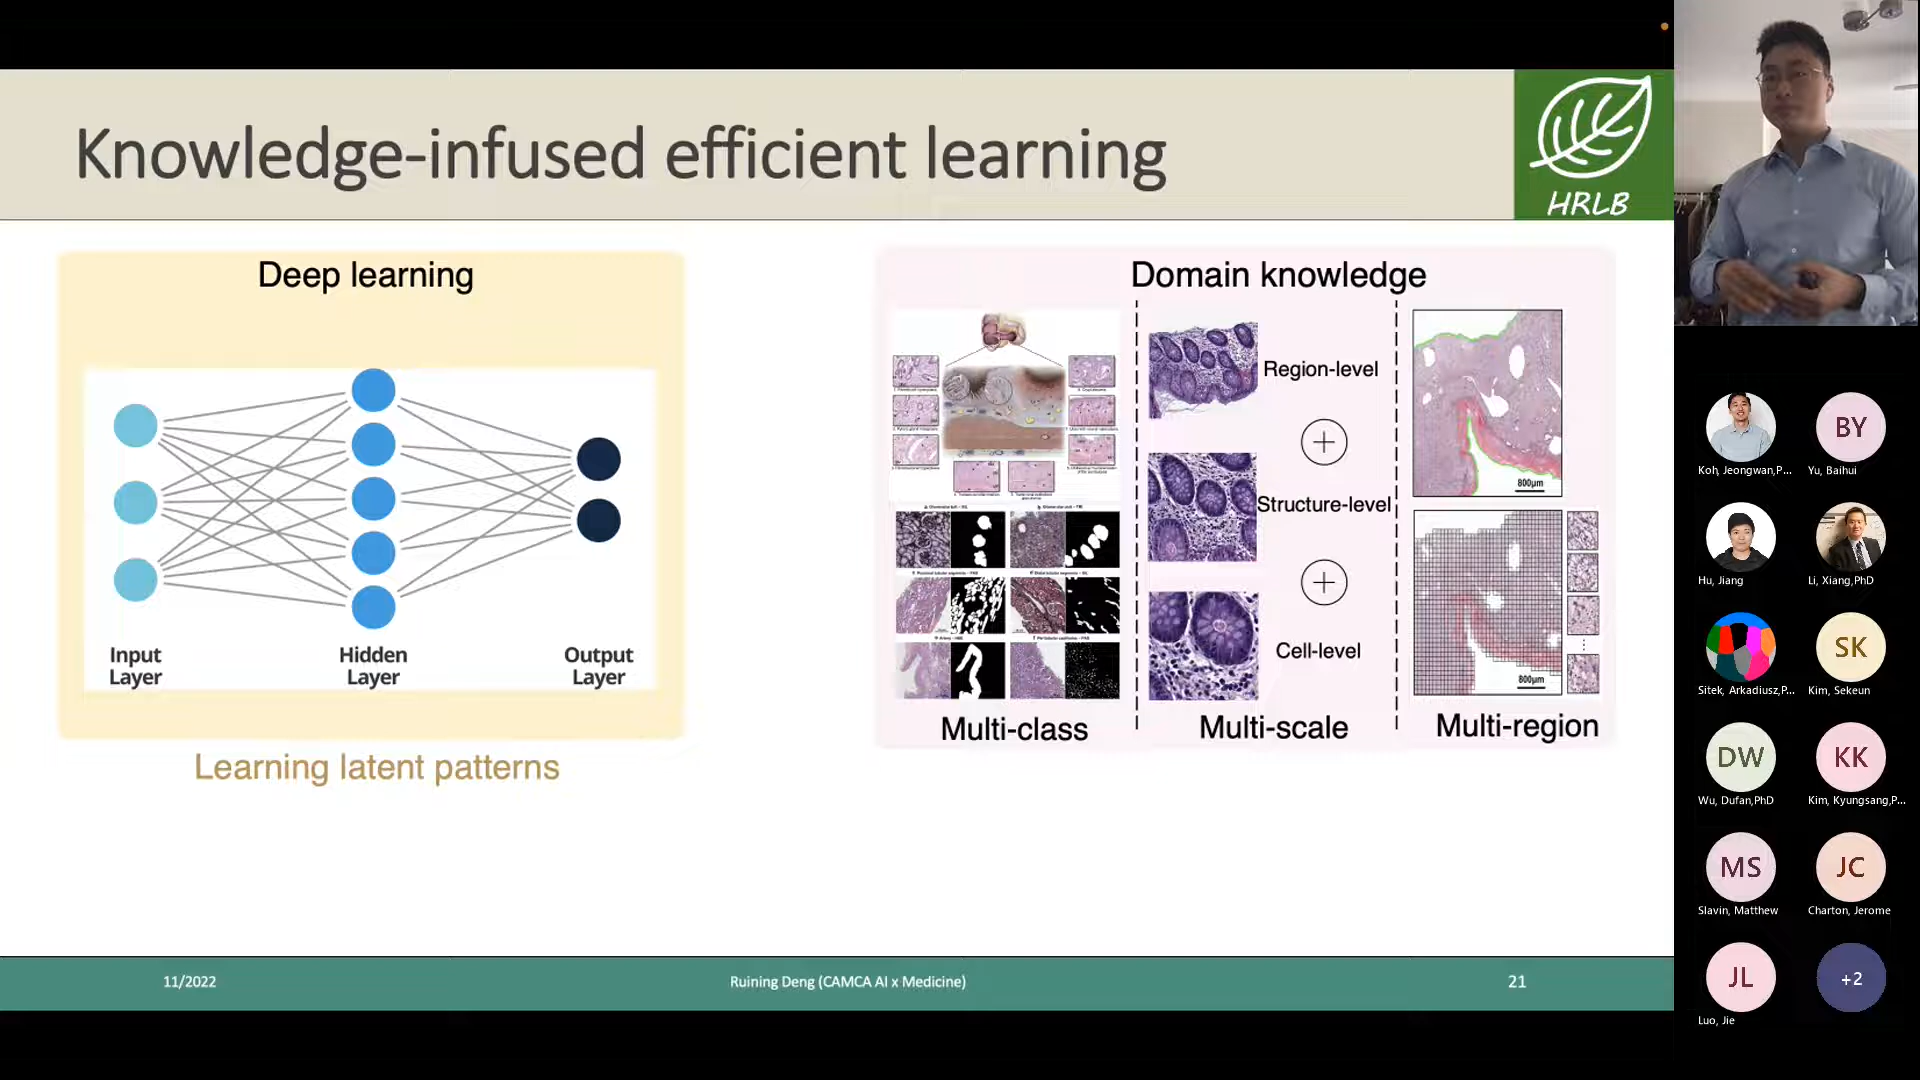 Knowledge-infused efficient learning
HRLB
Deep learning
Input
Layer
Hidden
Layer
Output
Layer
Learning latent patterns
Domain knowledge
Region-level
Structure-level
Cell-level
800µm
800µm
Multi-class
Multi-scale
Multi-region
11/2022
Ruining Deng (CAMCA AI x Medicine)
21
Koh, Jeongwan,P...
BY
Yu, Baihui
Hu, Jiang
Li, Xiang,PhD
Sitek, Arkadiusz,P...
SK
Kim, Sekeun
DW
Wu, Dufan,PhD
KK
Kim, Kyungsang,P...
MS
Slavin, Matthew
JC
Charton, Jerome
JL
Luo, Jie
+2